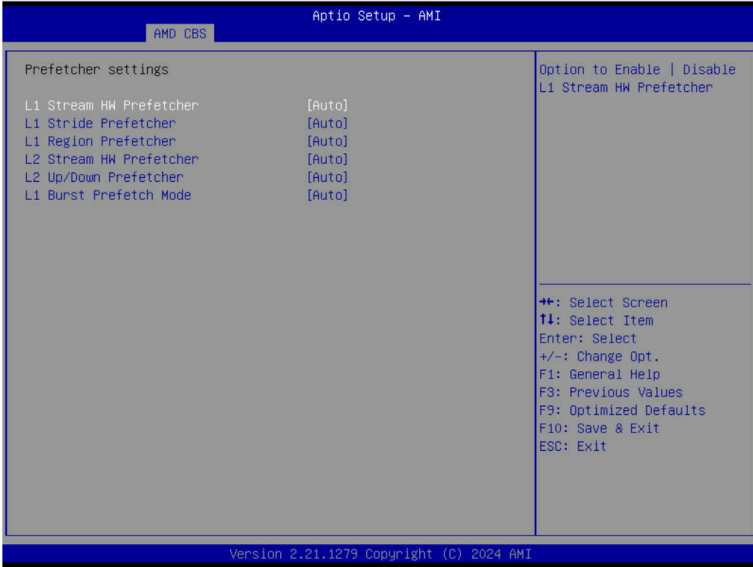 Aptio Setup – AMI
AMD CBS
Prefetcher settings
L1 Stream HW Prefetcher [Auto]
L1 Stride Prefetcher [Auto]
L1 Region Prefetcher [Auto]
L2 Stream HW Prefetcher [Auto]
L2 Up/Down Prefetcher [Auto]
L1 Burst Prefetch Mode [Auto]
Option to Enable | Disable
L1 Stream HW Prefetcher
→←: Select Screen
↑↓: Select Item
Enter: Select
+/-: Change Opt.
F1: General Help
F3: Previous Values
F9: Optimized Defaults
F10: Save & Exit
ESC: Exit
Version 2.21.1279 Copyright (C) 2024 AMI